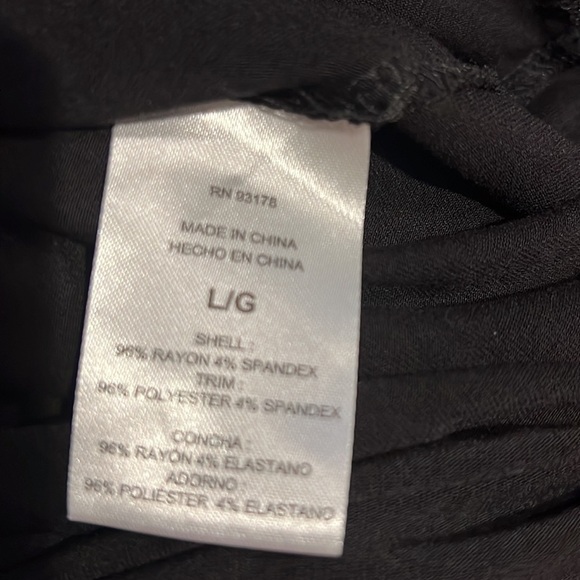 RN 93178
MADE IN CHINA
HECHO EN CHINA
L/G
SHELL :
96% RAYON 4% SPANDEX
TRIM :
96% POLYESTER 4% SPANDEX
CONCHA :
96% RAYON 4% ELASTANO
ADORNO :
96% POLIESTER 4% ELASTANO